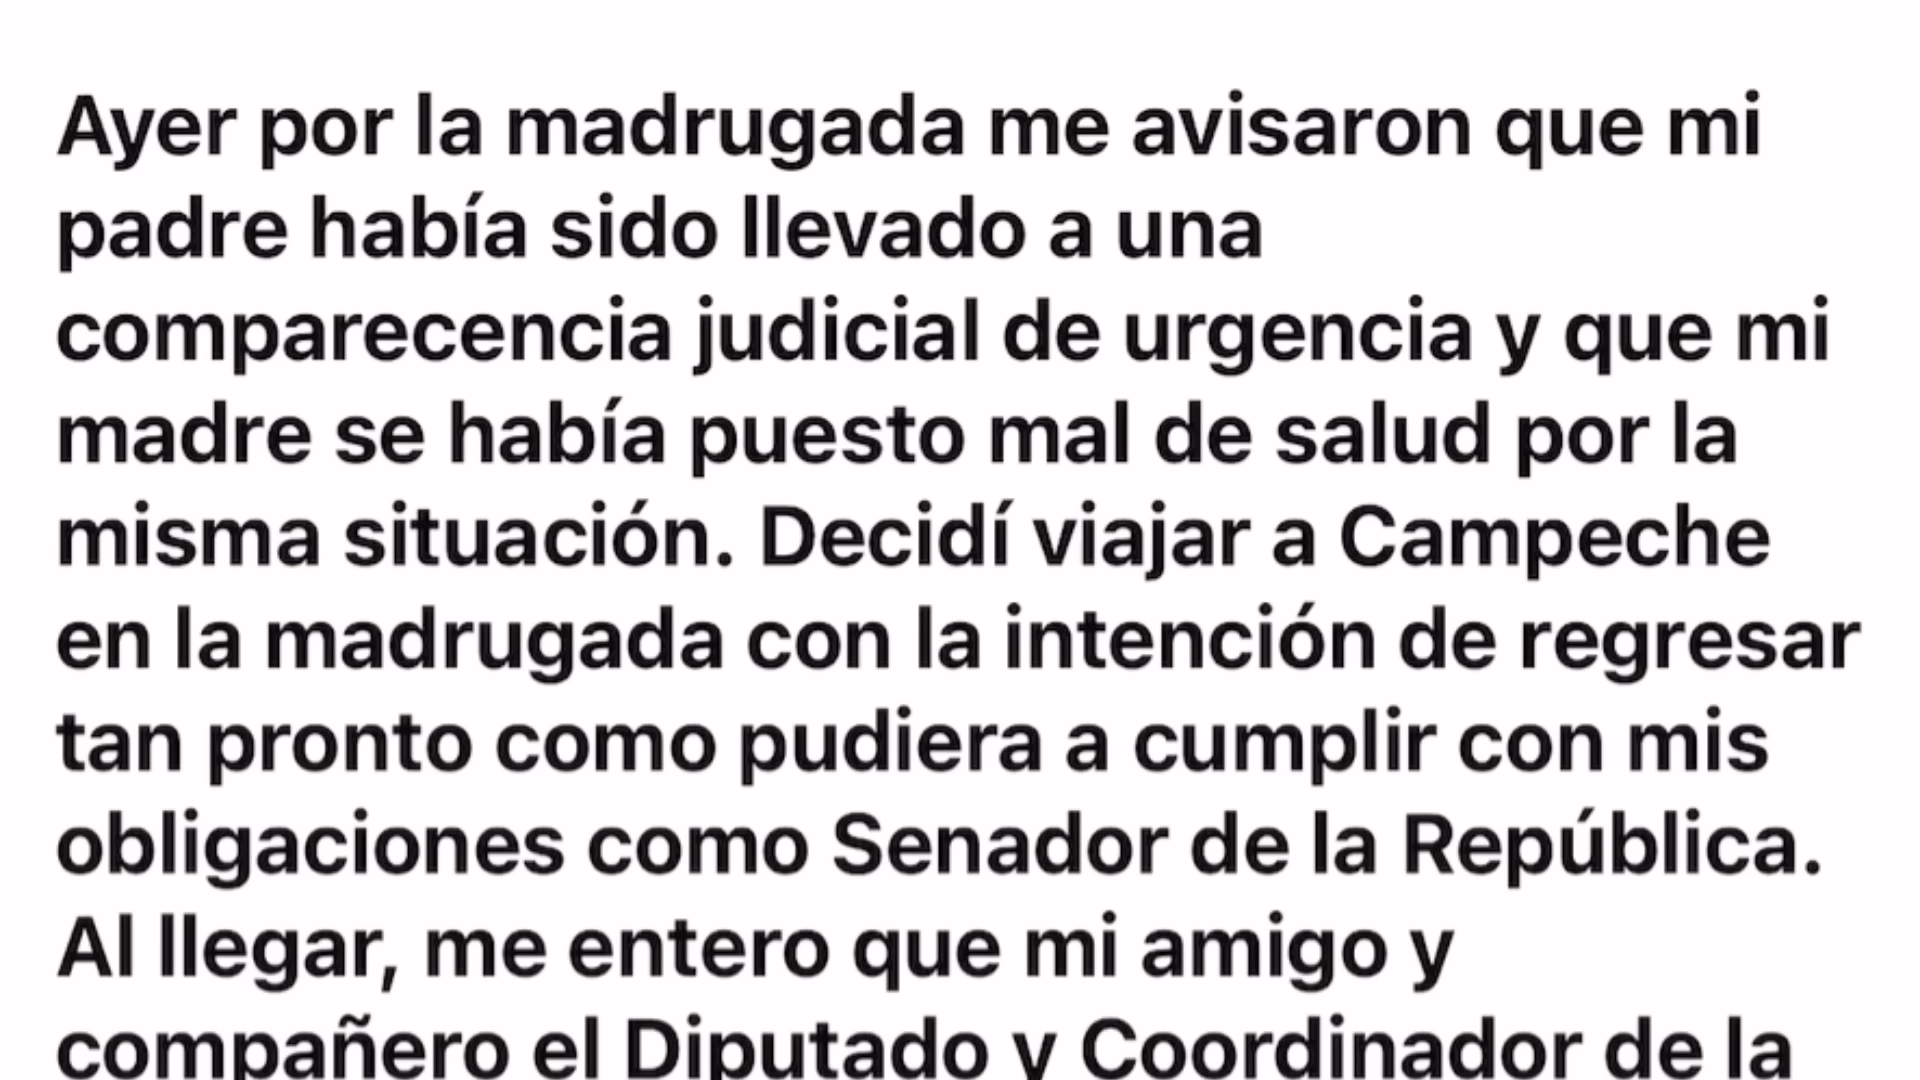 Ayer por la madrugada me avisaron que mi
padre había sido llevado a una
comparecencia judicial de urgencia y que mi
madre se había puesto mal de salud por la
misma situación. Decidí viajar a Campeche
en la madrugada con la intención de regresar
tan pronto como pudiera a cumplir con mis
obligaciones como Senador de la República.
Al llegar, me entero que mi amigo y
compañero el Diputado y Coordinador de la